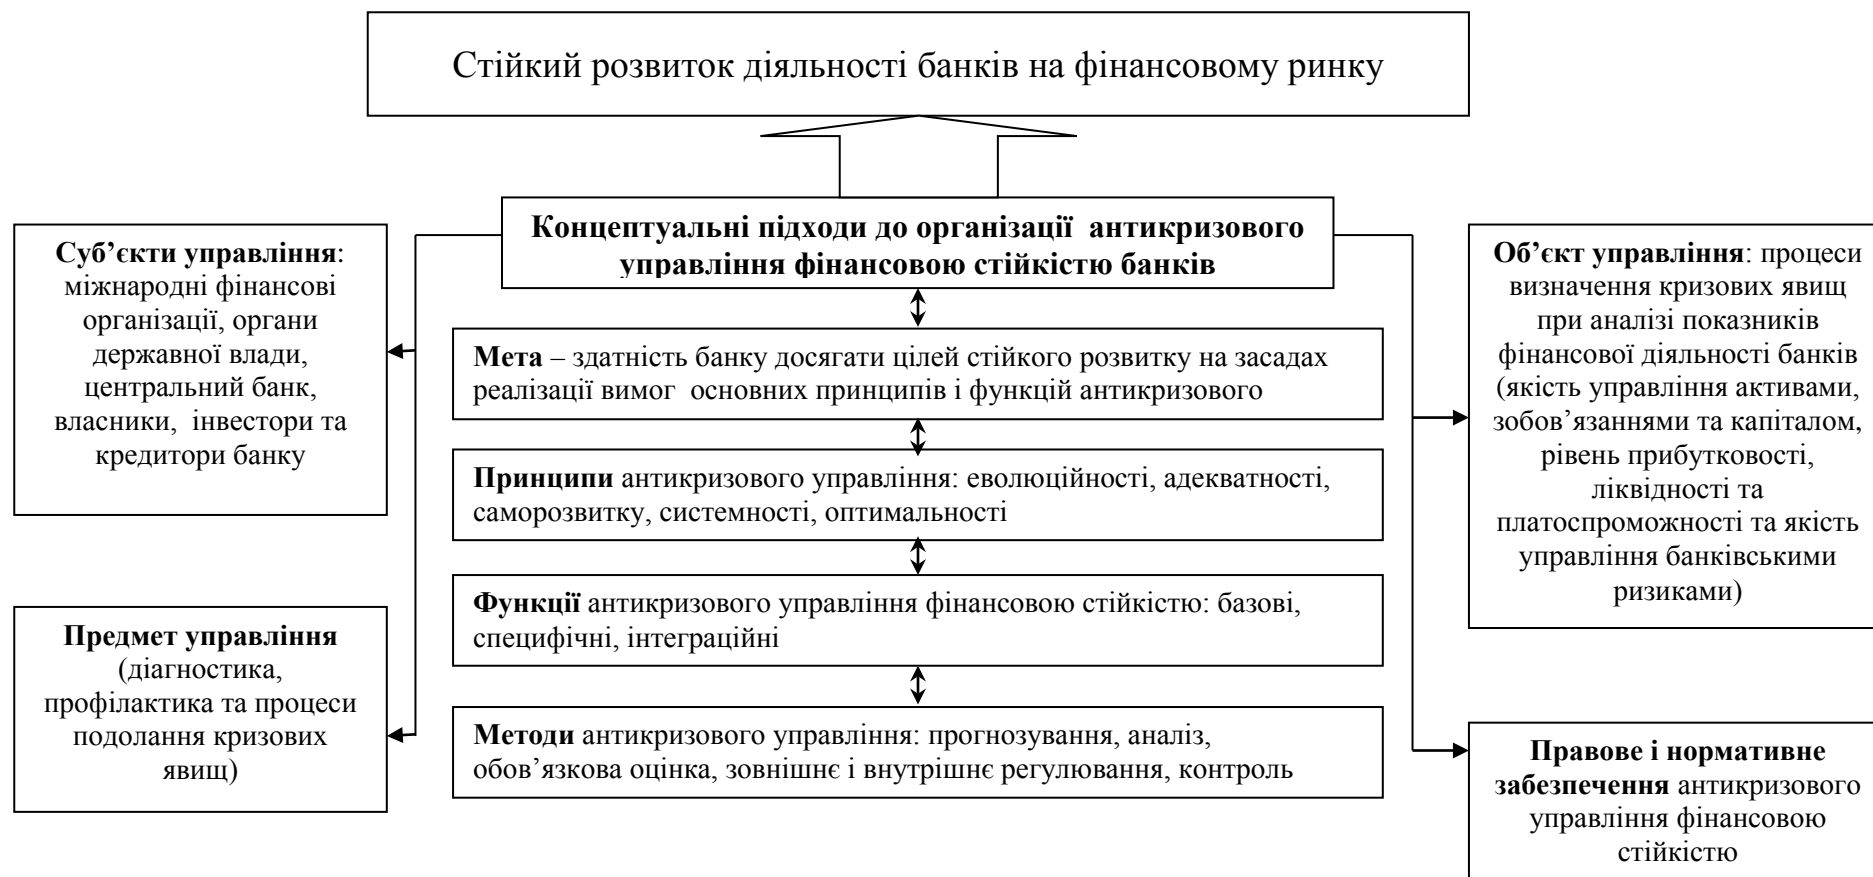 Стійкий розвиток діяльності банків на фінансовому ринку
Концептуальні підходи до організації антикризового
управління фінансовою стійкістю банків
Суб’єкти управління:
міжнародні фінансові
організації, органи
державної влади,
центральний банк,
власники, інвестори та
кредитори банку
Предмет управління
(діагностика,
профілактика та процеси
подолання кризових
явищ)
Мета – здатність банку досягати цілей стійкого розвитку на засадах
реалізації вимог основних принципів і функцій антикризового
Принципи антикризового управління: еволюційності, адекватності,
саморозвитку, системності, оптимальності
Функції антикризового управління фінансовою стійкістю: базові,
специфічні, інтеграційні
Методи антикризового управління: прогнозування, аналіз,
обов’язкова оцінка, зовнішнє і внутрішнє регулювання, контроль
Об’єкт управління: процеси
визначення кризових явищ
при аналізі показників
фінансової діяльності банків
(якість управління активами,
зобов’язаннями та капіталом,
рівень прибутковості,
ліквідності та
платоспроможності та якість
управління банківськими
ризиками)
Правове і нормативне
забезпечення антикризового
управління фінансовою
стійкістю